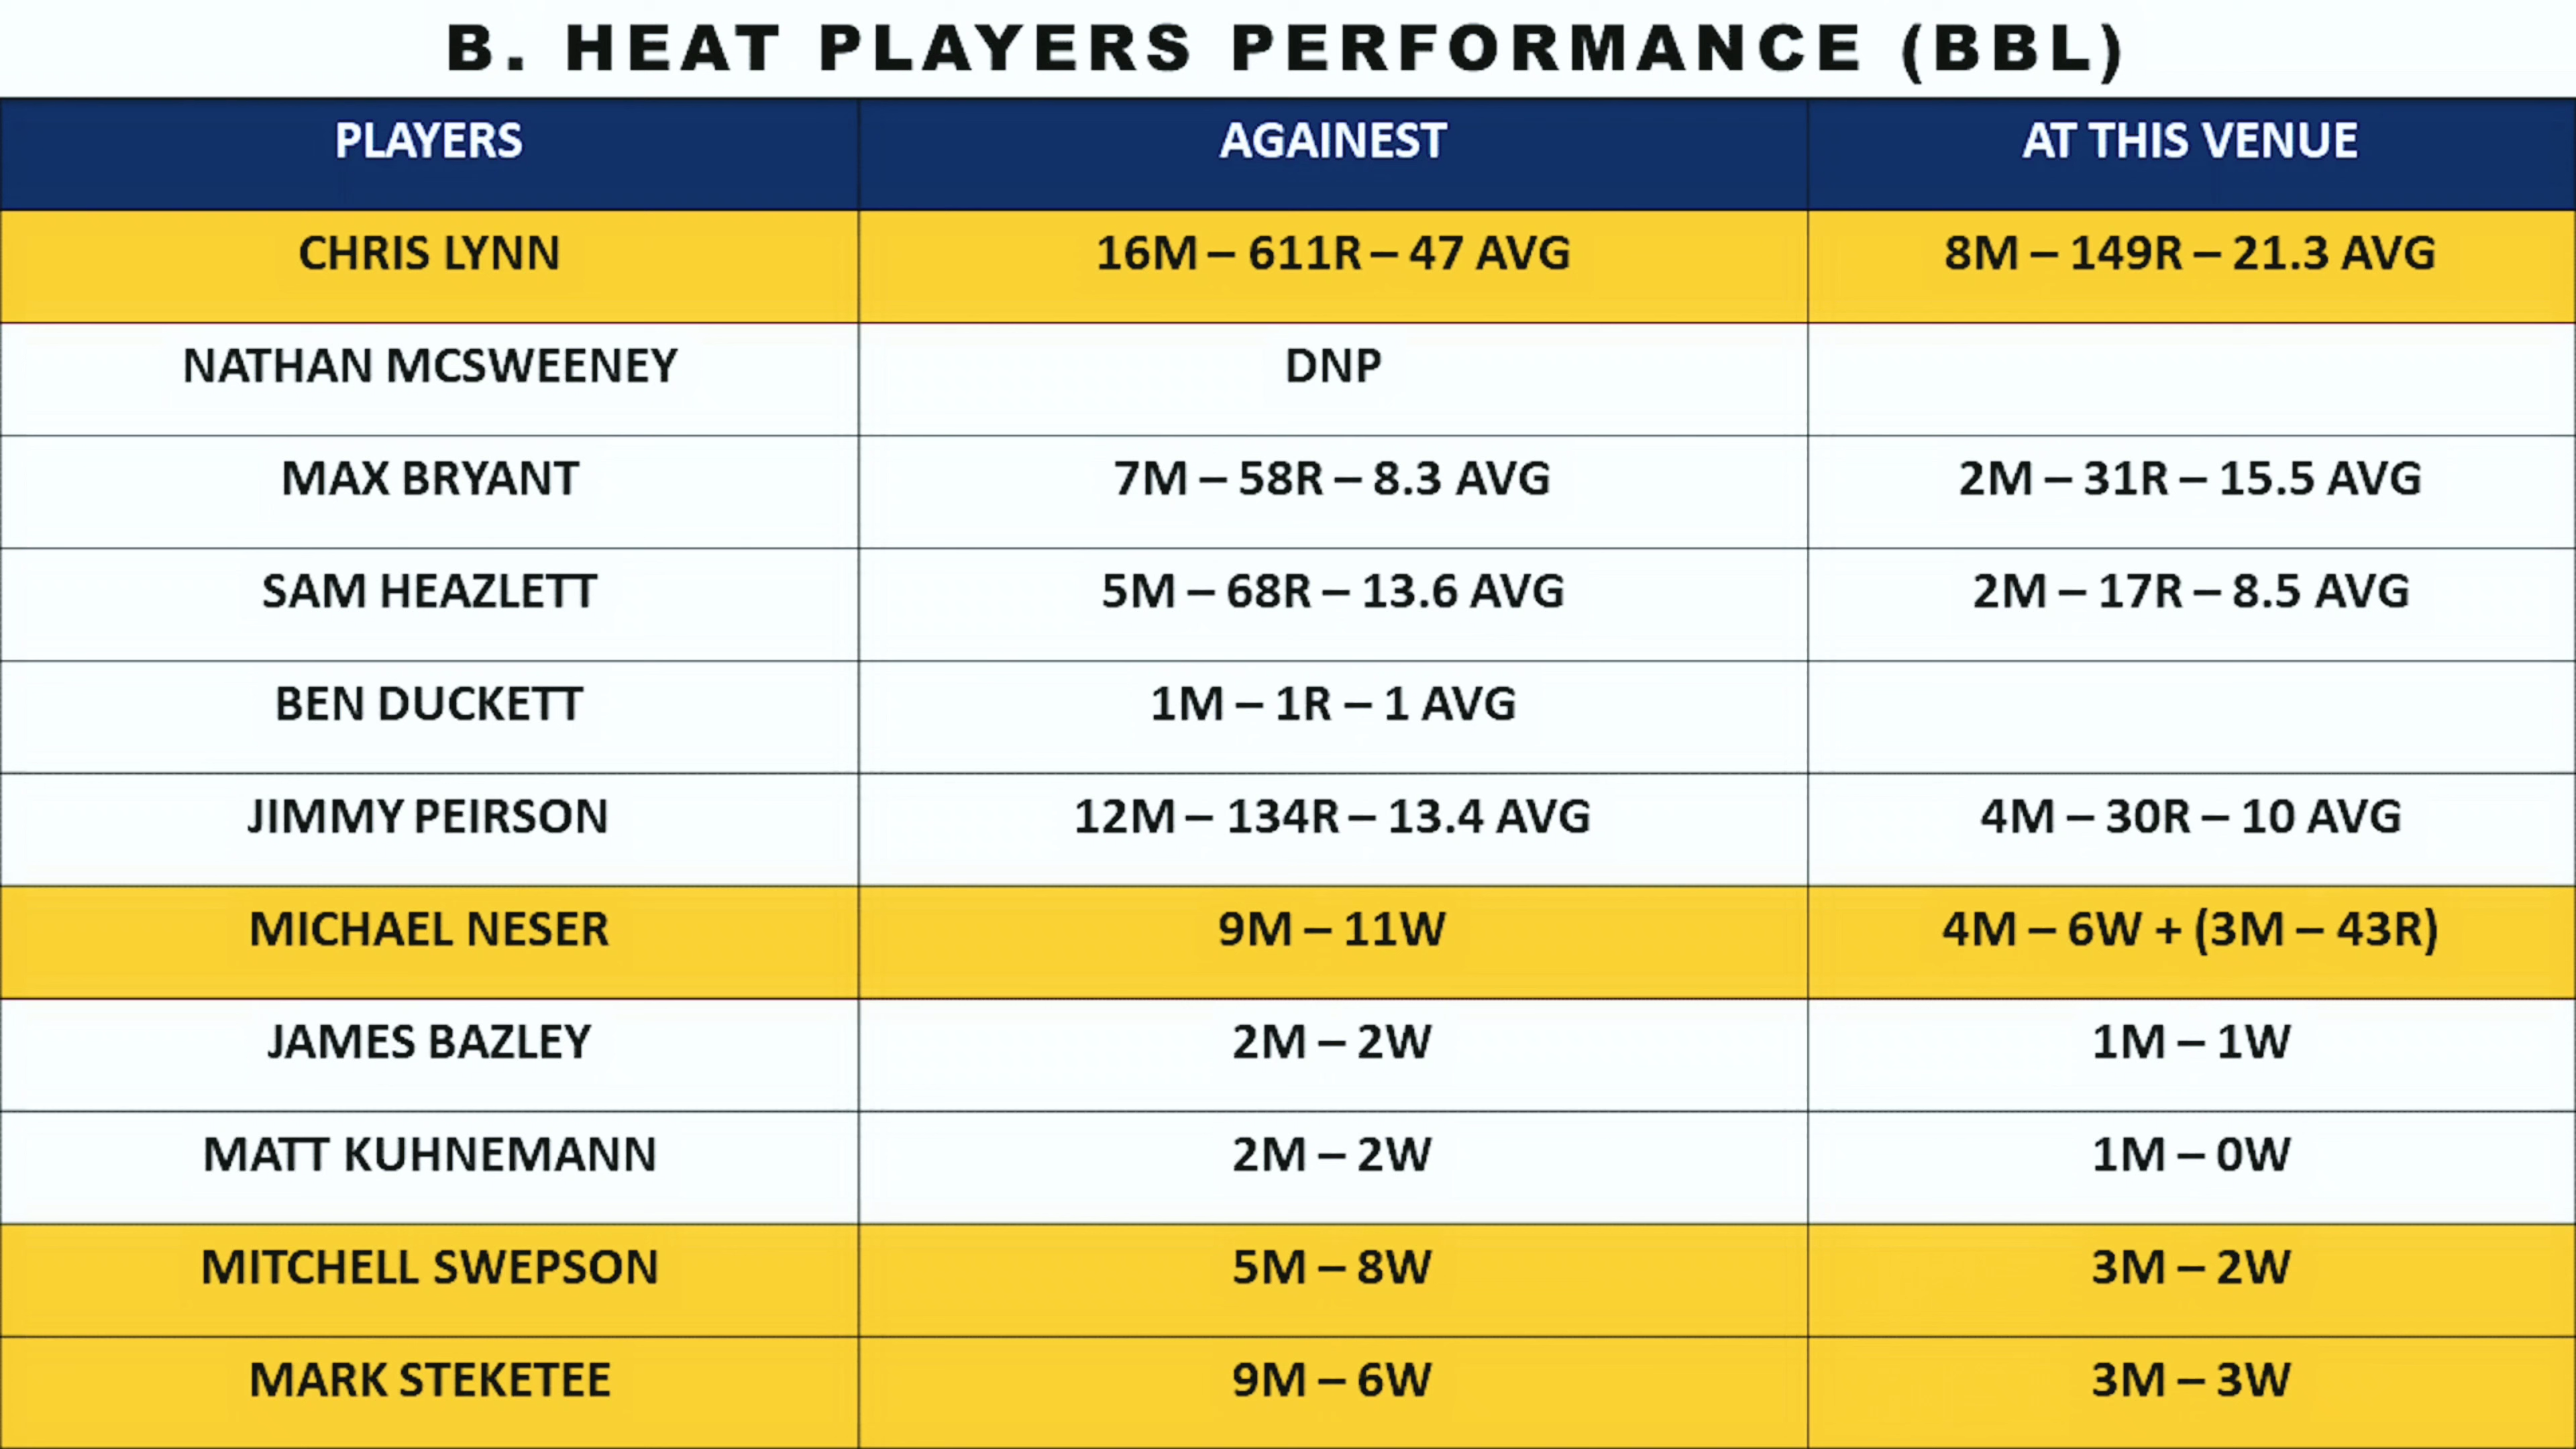 B. HEAT PLAYERS PERFORMANCE (BBL)
PLAYERS AGAINEST AT THIS VENUE
CHRIS LYNN 16M – 611R – 47 AVG 8M – 149R – 21.3 AVG
NATHAN MCSWEENEY DNP
MAX BRYANT 7M – 58R – 8.3 AVG 2M – 31R – 15.5 AVG
SAM HEAZLETT 5M – 68R – 13.6 AVG 2M – 17R – 8.5 AVG
BEN DUCKETT 1M – 1R – 1 AVG
JIMMY PEIRSON 12M – 134R – 13.4 AVG 4M – 30R – 10 AVG
MICHAEL NESER 9M – 11W 4M – 6W + (3M – 43R)
JAMES BAZLEY 2M – 2W 1M – 1W
MATT KUHNEMANN 2M – 2W 1M – 0W
MITCHELL SWEPSON 5M – 8W 3M – 2W
MARK STEKETEE 9M – 6W 3M – 3W